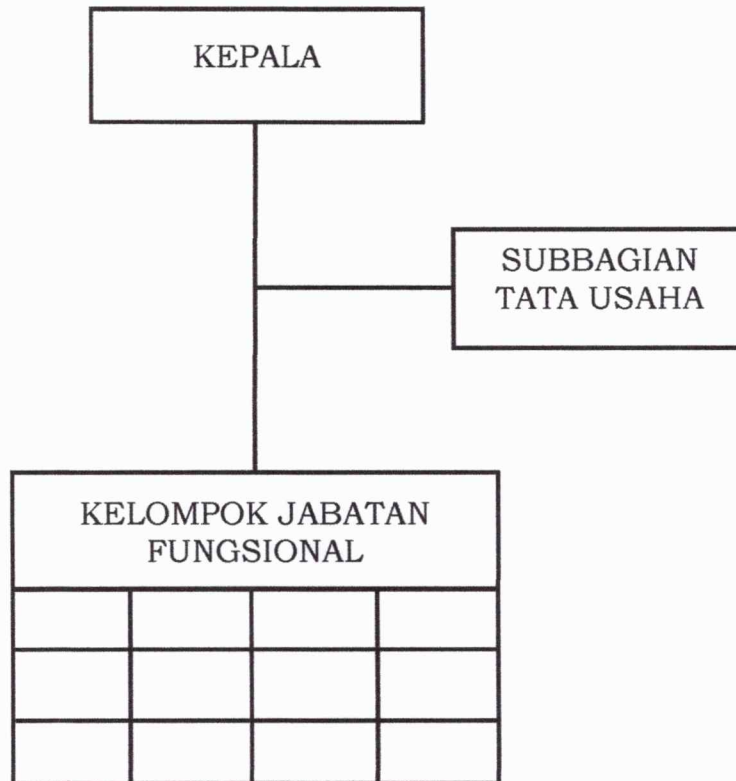 KEPALA
SUBBAGIAN
TATA USAHA
KELOMPOK JABATAN
FUNGSIONAL